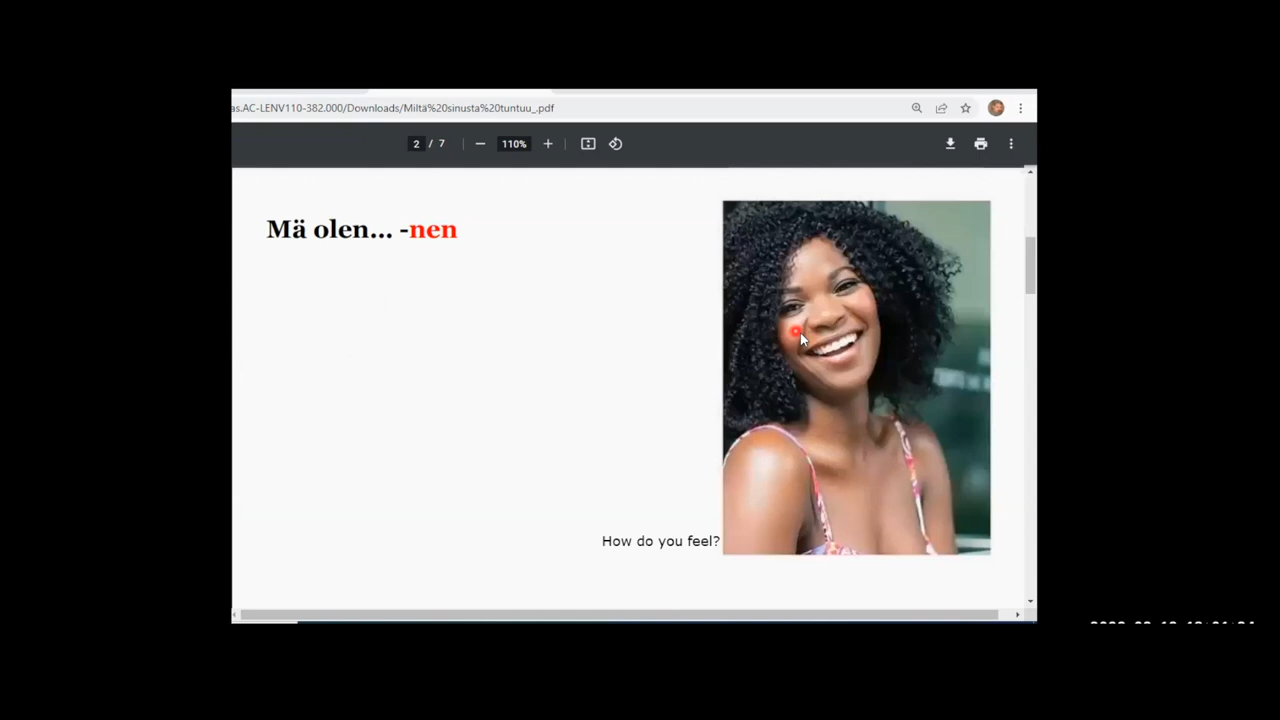 as.AC-LENV110-382.000/Downloads/Miltä%20sinusta%20tuntuu_.pdf
2 / 7
110%
Mä olen... -nen
How do you feel?